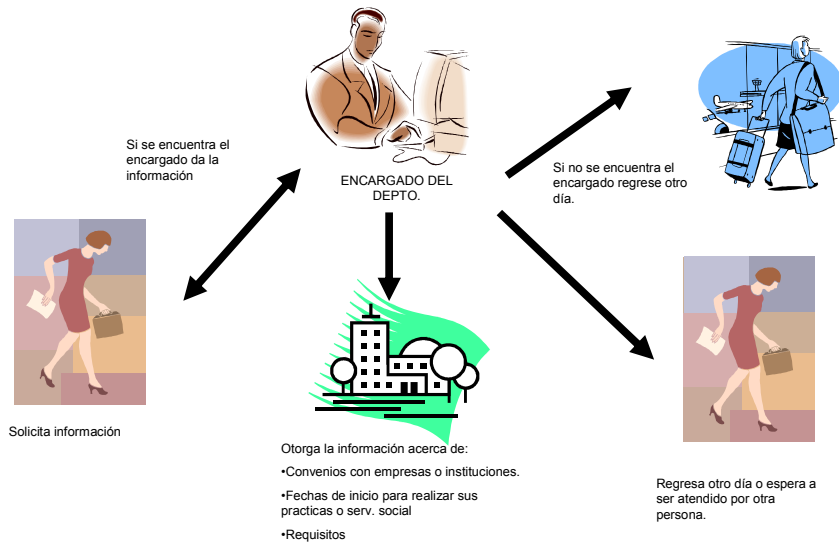 Si se encuentra el
encargado da la
información
ENCARGADO DEL
DEPTO.
Si no se encuentra el
encargado regrese otro
día.
Solicita información
Otorga la información acerca de:
•Convenios con empresas o instituciones.
•Fechas de inicio para realizar sus
practicas o serv. social
•Requisitos
Regresa otro día o espera a
ser atendido por otra
persona.